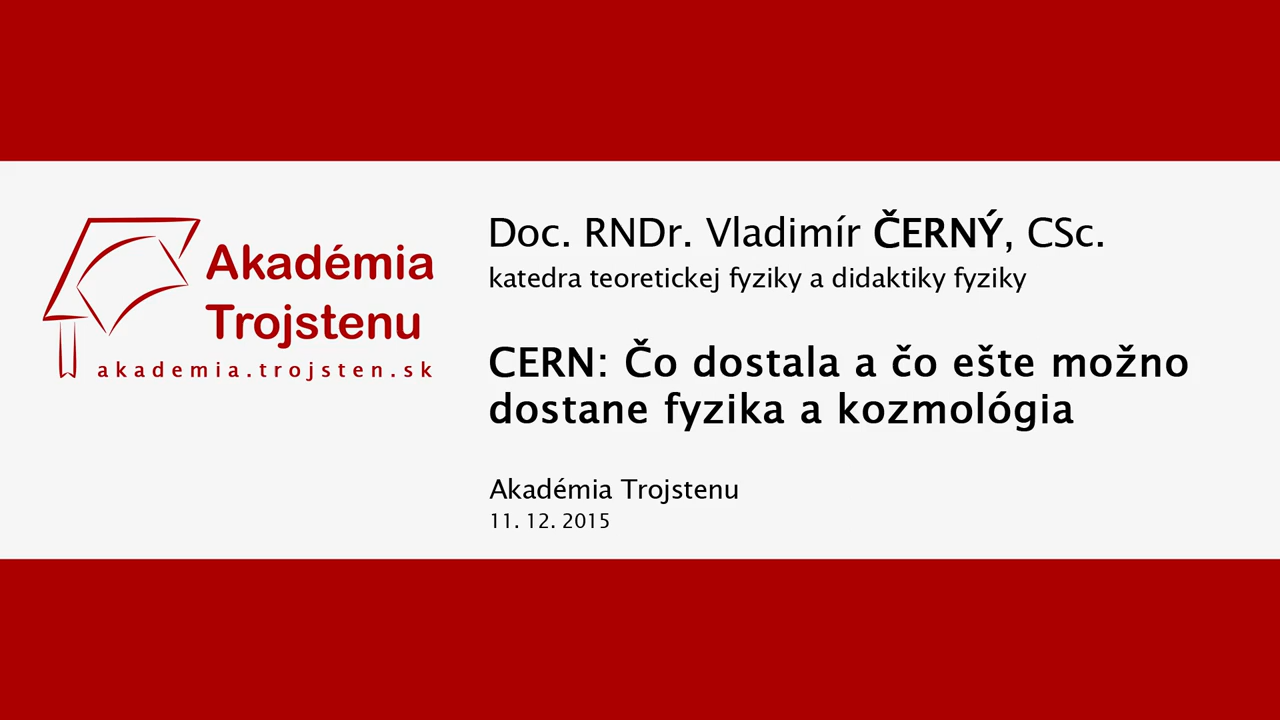 Akadémia
Trojstenu
akademia.trojsten.sk
Doc. RNDr. Vladimír ČERNÝ, CSc.
katedra teoretickej fyziky a didaktiky fyziky
CERN: Čo dostala a čo ešte možno
dostane fyzika a kozmológia
Akadémia Trojstenu
11. 12. 2015